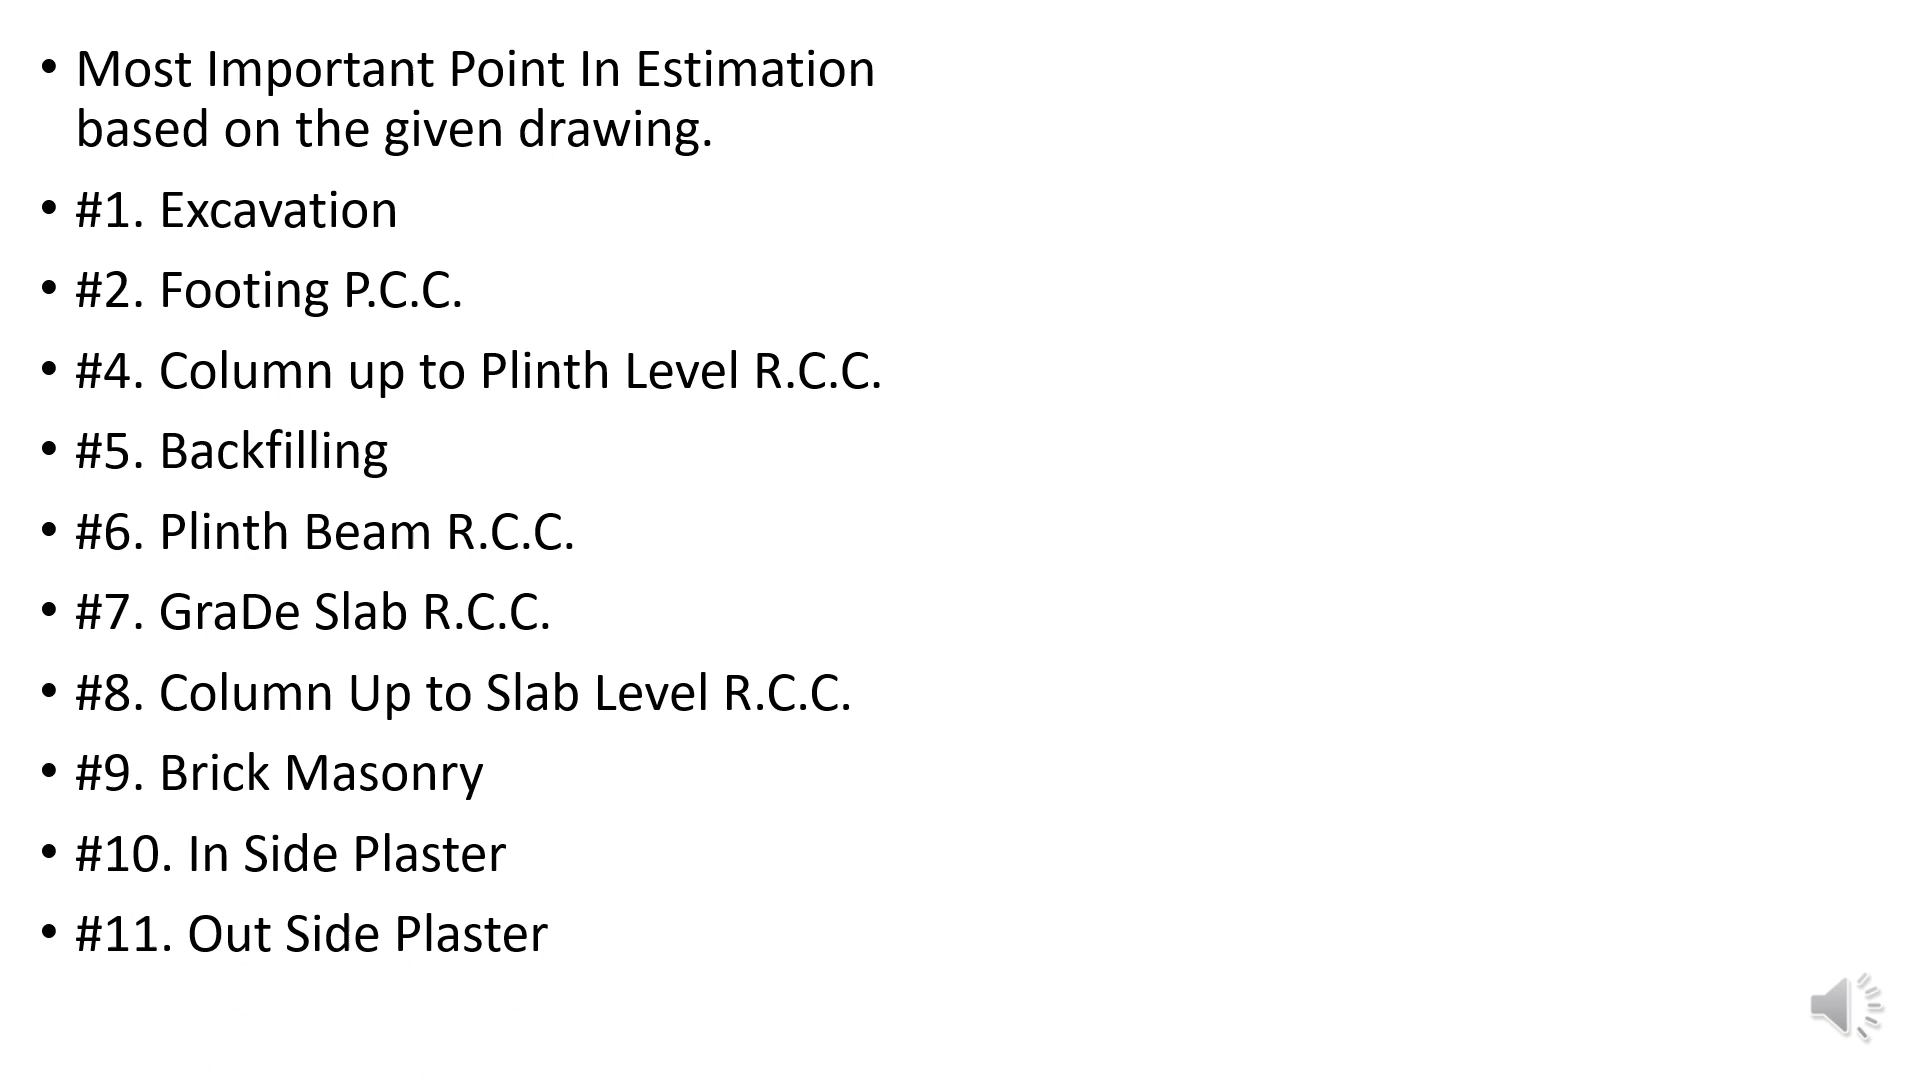 • Most Important Point In Estimation
based on the given drawing.
• #1. Excavation
• #2. Footing P.C.C.
• #4. Column up to Plinth Level R.C.C.
• #5. Backfilling
• #6. Plinth Beam R.C.C.
• #7. GraDe Slab R.C.C.
• #8. Column Up to Slab Level R.C.C.
• #9. Brick Masonry
• #10. In Side Plaster
• #11. Out Side Plaster